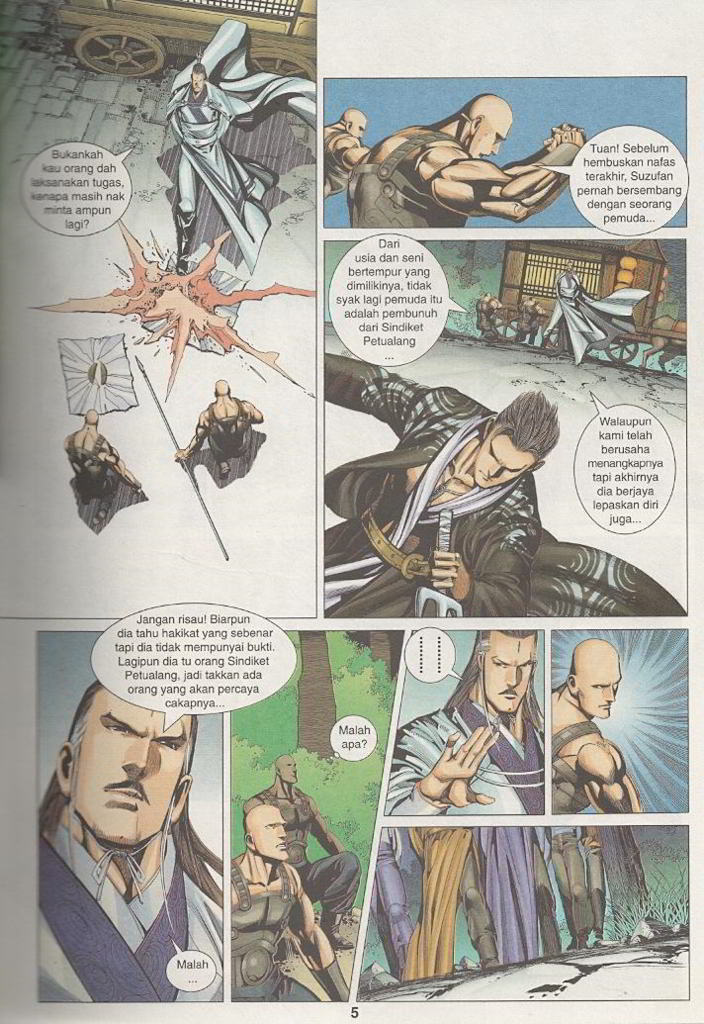 Bukankah
kau orang dah
laksanakan tugas,
kenapa masih nak
minta ampun
lagi?
Tuan! Sebelum
hembuskan nafas
terakhir, Suzufan
pernah bersembang
dengan seorang
pemuda...
Dari
usia dan seni
bertempur yang
dimilikinya, tidak
syak lagi pemuda itu
adalah pembunuh
dari Sindiket
Petualang
...
Walaupun
kami telah
berusaha
menangkapnya
tapi akhirnya
dia berjaya
lepaskan diri
juga...
Jangan risau! Biarpun
dia tahu hakikat yang sebenar
tapi dia tidak mempunyai bukti.
Lagipun dia tu orang Sindiket
Petualang, jadi takkan ada
orang yang akan percaya
cakapnya...
Malah
...
Malah
apa?
5